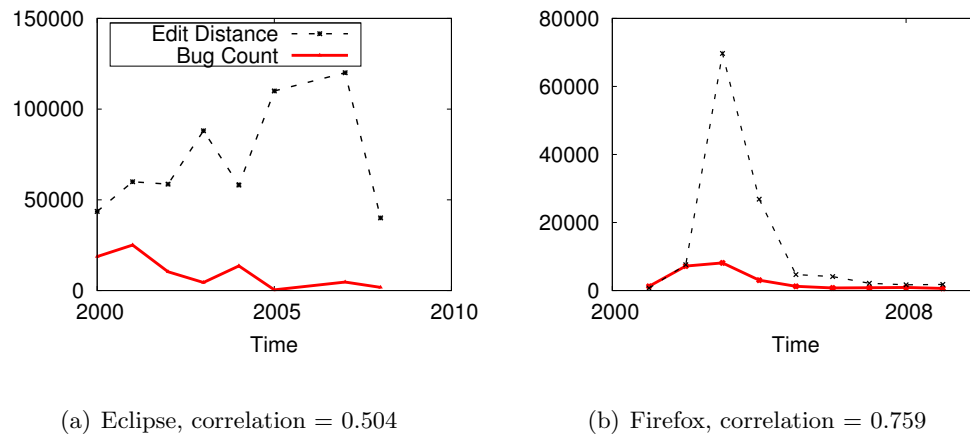 150000
100000
50000
0
2000
2005
2010
Time
Edit Distance
Bug Count
80000
60000
40000
20000
0
2000
2008
Time
(a) Eclipse, correlation = 0.504
(b) Firefox, correlation = 0.759